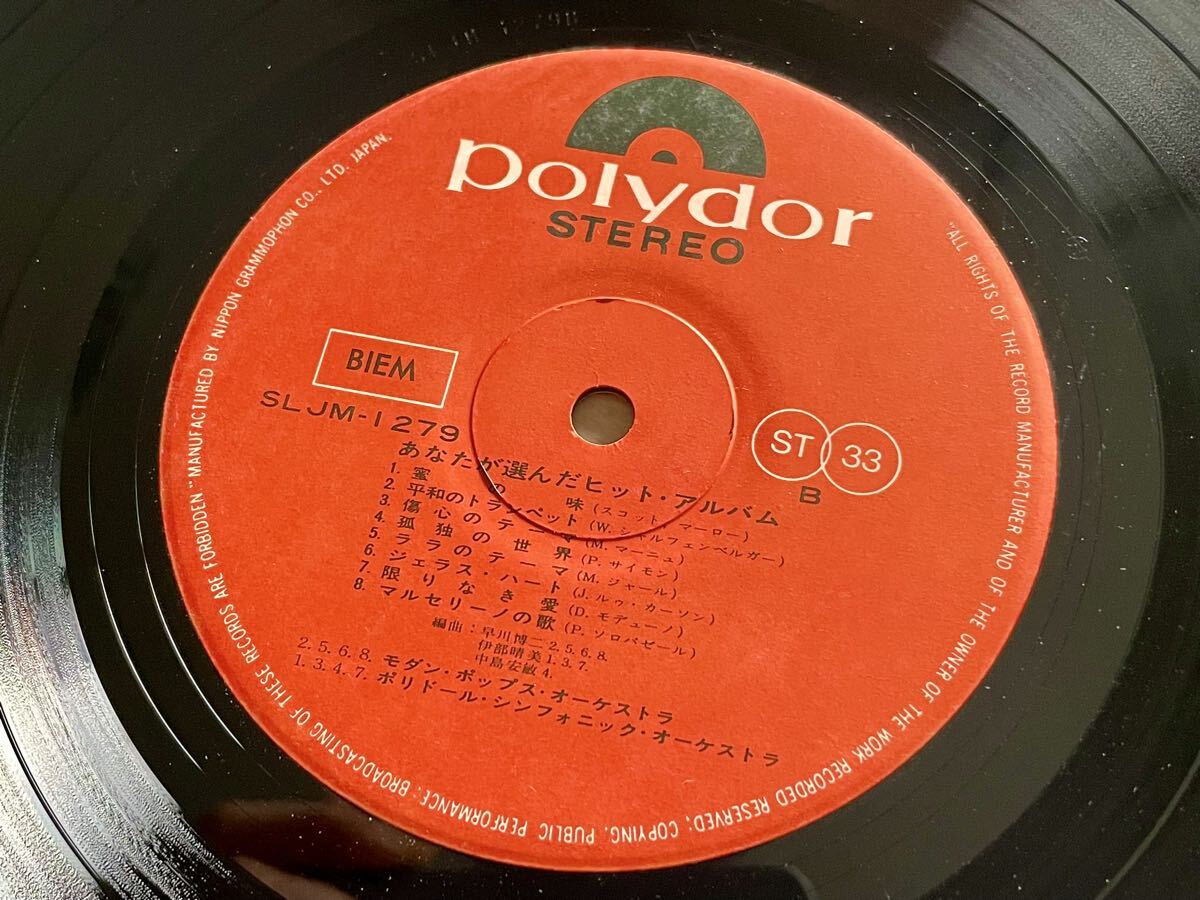 polydor
STEREO
BIEM
SLJM-1279
ST 33
B
あなたが選んだヒット・アルバム
1. 蜜の味 (スコット・マーロー)
2. 平和のトランペット (W. シャルフェンベルガー)
3. 傷心のテーマ (M. マーニュ)
4. 孤独の世界 (P. サイモン)
5. ララのテーマ (M. ジャール)
6. ジェラス・ハート (J. ルゥ・カーソン)
7. 限りなき愛 (D. モデューノ)
8. マルセリーノの歌 (P. ソロバゼール)
編曲:早川博二 2. 5. 6. 8.
伊部晴美 1. 3. 7.
中島安敏 4.
2. 5. 6. 8. モダン・ポップス・オーケストラ
1. 3. 4. 7. ポリドール・シンフォニック・オーケストラ
"ALL RIGHTS OF THE RECORD MANUFACTURER AND OF THE OWNER OF THE WORK RECORDED RESERVED; COPYING, PUBLIC PERFORMANCE; BROADCASTING OF THESE RECORDS ARE FORBIDDEN" MANUFACTURED BY NIPPON GRAMMOPHON CO., LTD. JAPAN.